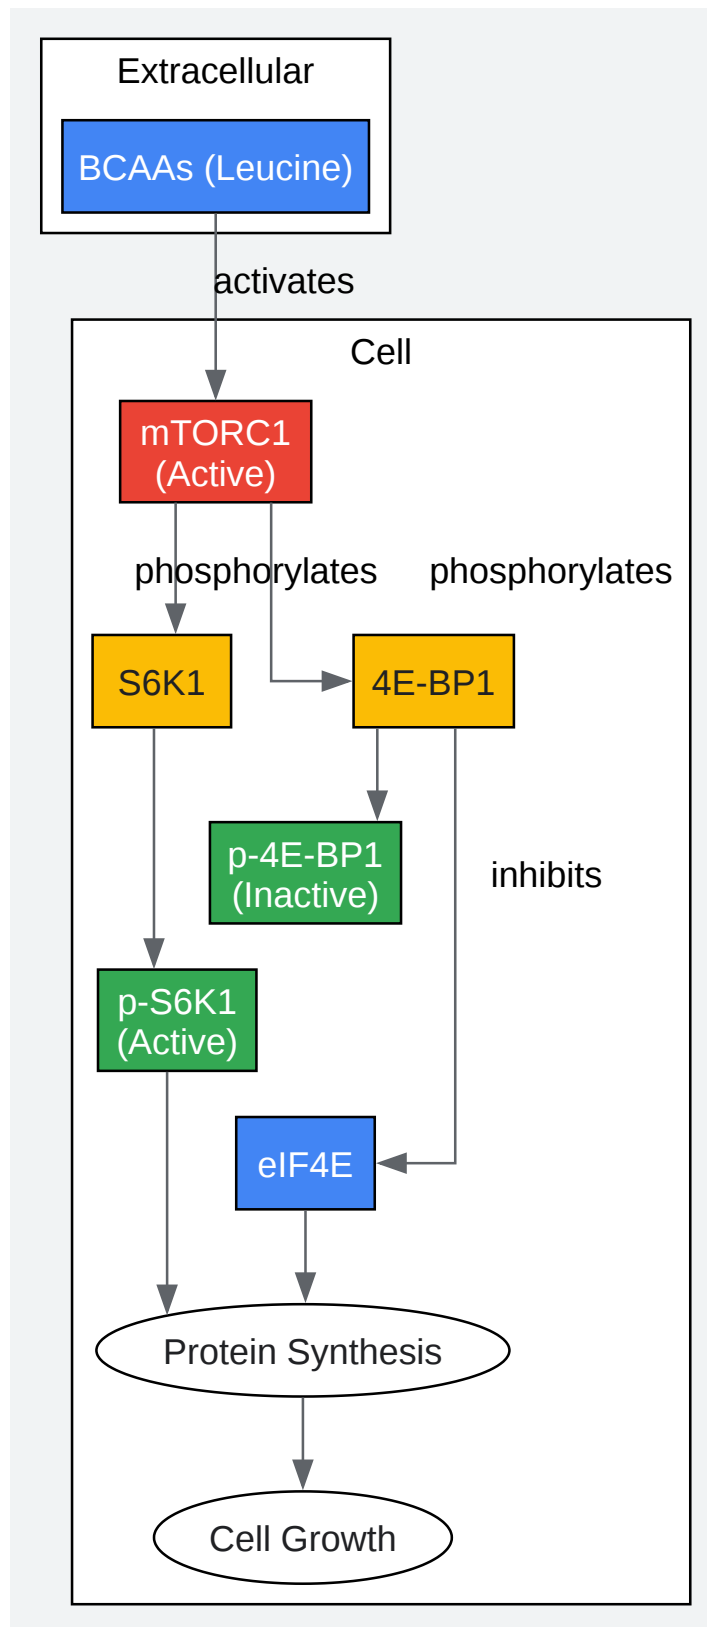 Extracellular
BCAAs (Leucine)
activates
Cell
mTORC1
(Active)
phosphorylates
phosphorylates
S6K1
4E-BP1
p-4E-BP1
(Inactive)
inhibits
p-S6K1
(Active)
eIF4E
Protein Synthesis
Cell Growth